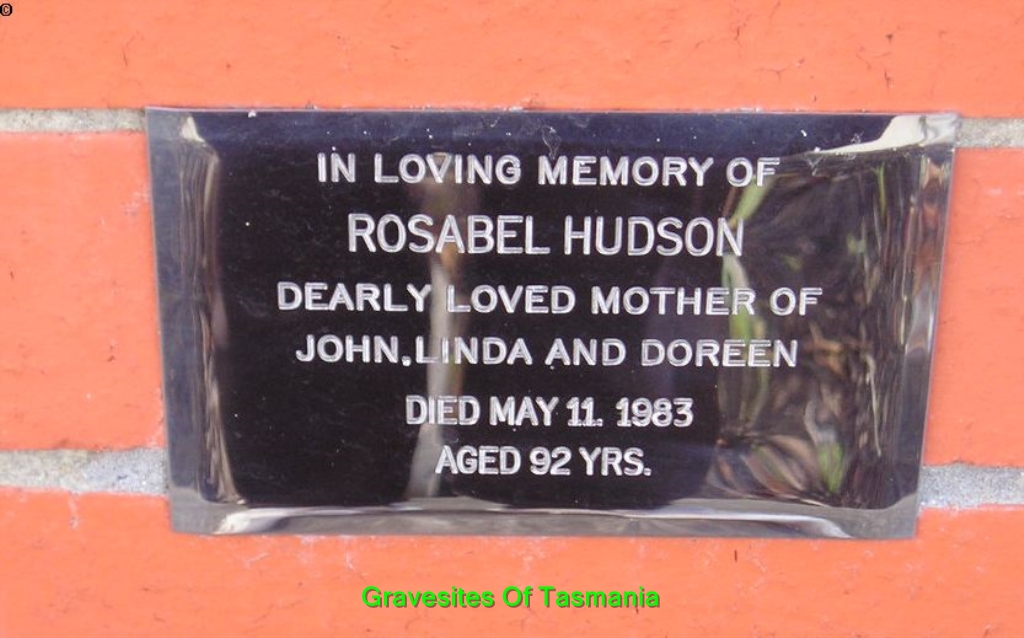 ©
IN LOVING MEMORY OF
ROSABEL HUDSON
DEARLY LOVED MOTHER OF
JOHN, LINDA AND DOREEN
DIED MAY 11. 1983
AGED 92 YRS.
Gravesites Of Tasmania